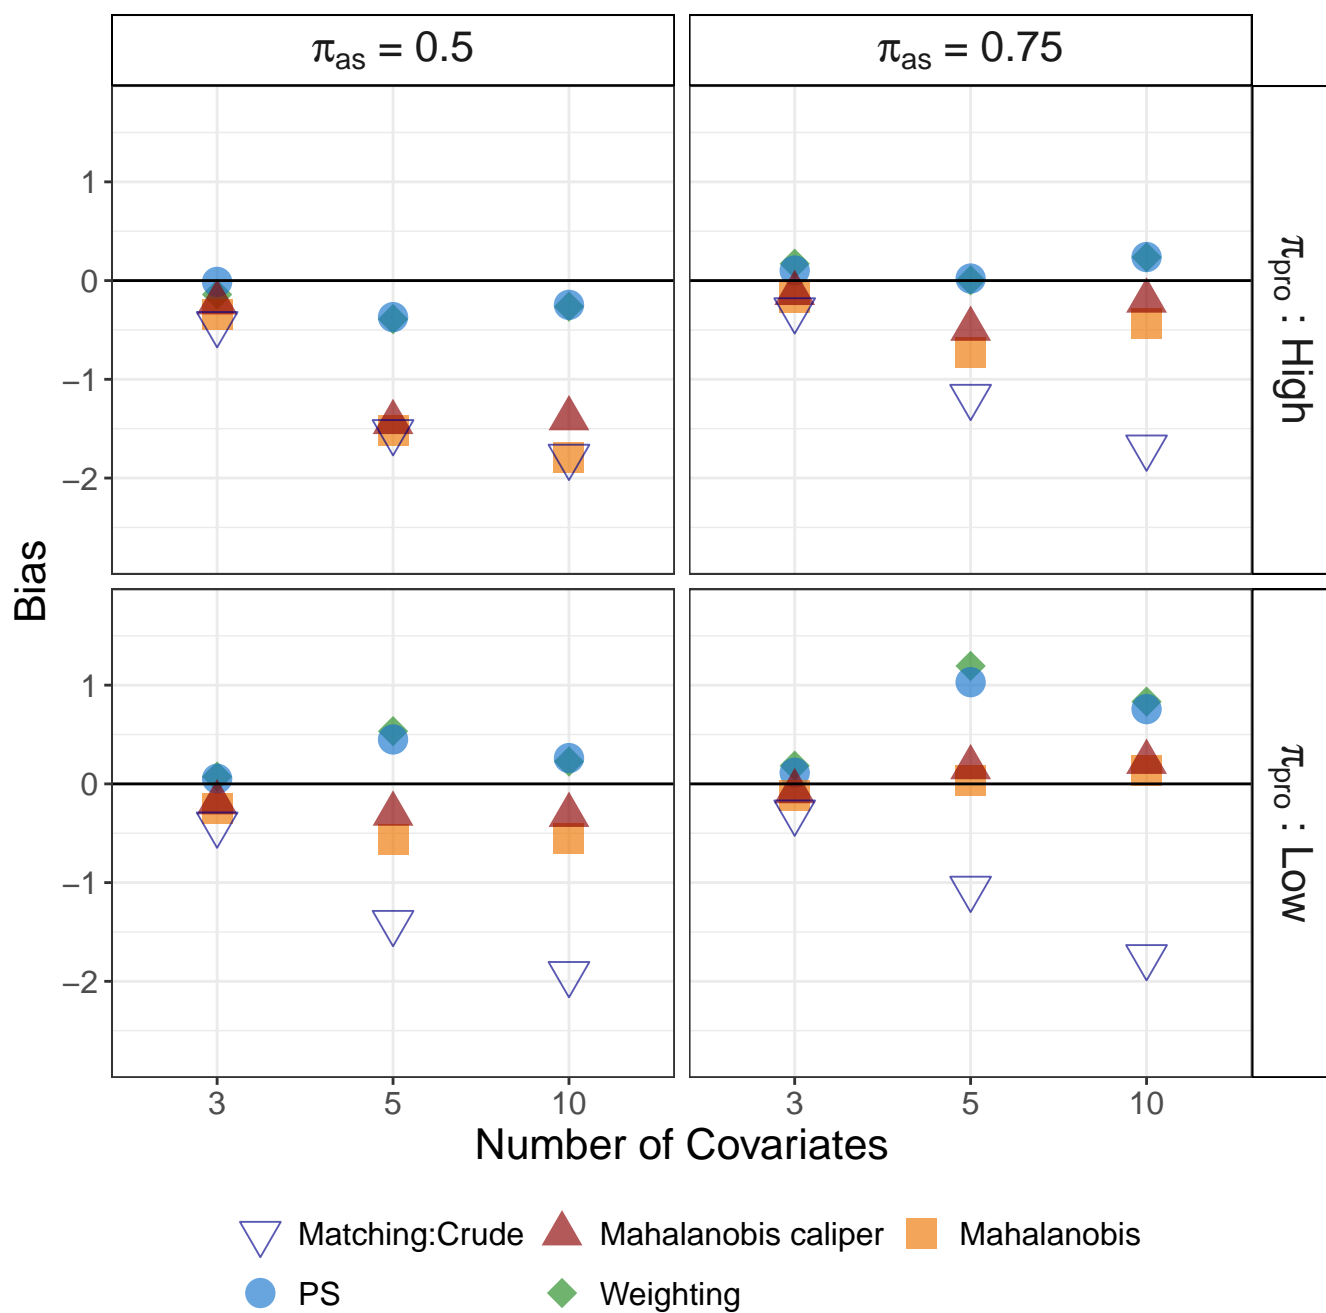 πas = 0.5
πas = 0.75
1
0
−1
−2
πpro : High
Bias
1
0
−1
−2
πpro : Low
3
5
10
3
5
10
Number of Covariates
Matching:Crude
Mahalanobis caliper
Mahalanobis
PS
Weighting